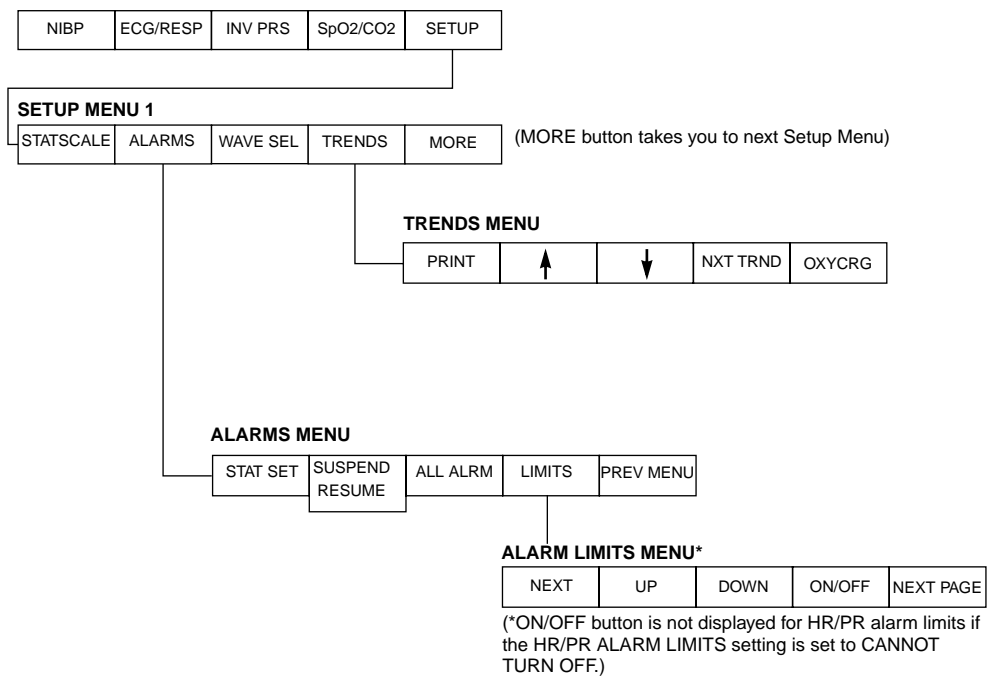 NIBP ECG/RESP INV PRS SpO2/CO2 SETUP
SETUP MENU 1
STATSCALE ALARMS WAVE SEL TRENDS MORE
(MORE button takes you to next Setup Menu)
TRENDS MENU
PRINT NXT TRND OXYCRG
ALARMS MENU
STAT SET SUSPEND RESUME ALL ALRM LIMITS PREV MENU
ALARM LIMITS MENU*
NEXT UP DOWN ON/OFF NEXT PAGE
(*ON/OFF button is not displayed for HR/PR alarm limits if
the HR/PR ALARM LIMITS setting is set to CANNOT
TURN OFF.)